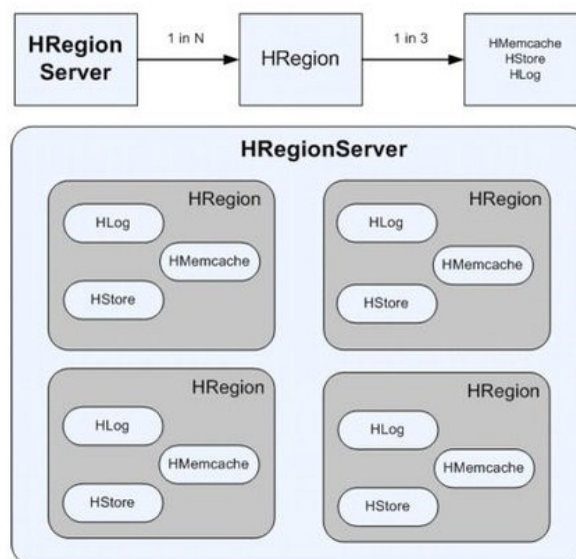 HRegion
Server
1 in N
HRegion
1 in 3
HMemcache
HStore
HLog
HRegionServer
HRegion
HLog
HMemcache
HStore
HRegion
HLog
HMemcache
HStore
HRegion
HLog
HMemcache
HStore
HRegion
HLog
HMemcache
HStore